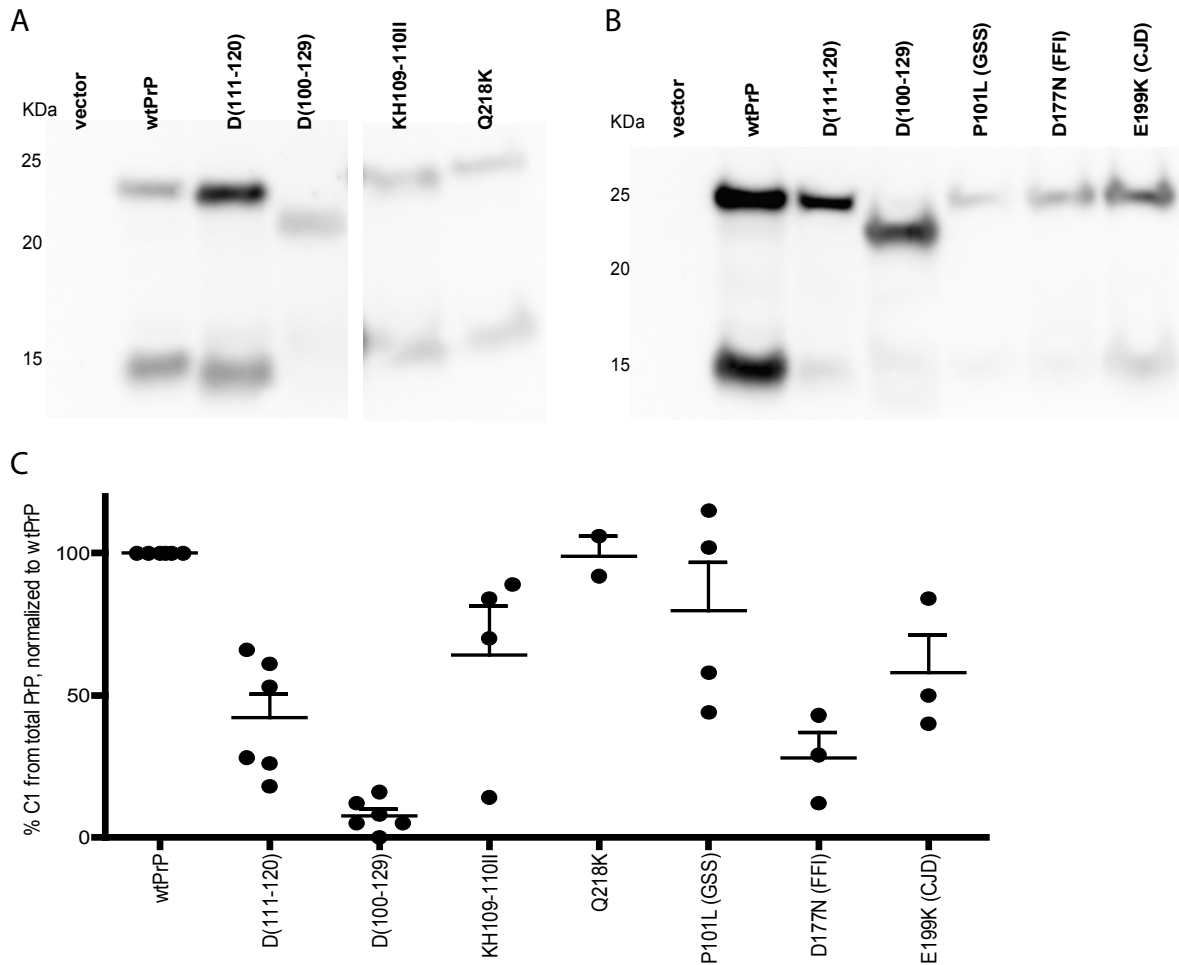 A
KDa
vector
wtPrP
D(111-120)
D(100-129)
KH109-110II
Q218K
25
20
15
B
KDa
vector
wtPrP
D(111-120)
D(100-129)
P101L (GSS)
D177N (FFI)
E199K (CJD)
25
20
15
C
% C1 from total PrP, normalized to wtPrP
100
50
0
wtPrP
D(111-120)
D(100-129)
KH109-110II
Q218K
P101L (GSS)
D177N (FFI)
E199K (CJD)